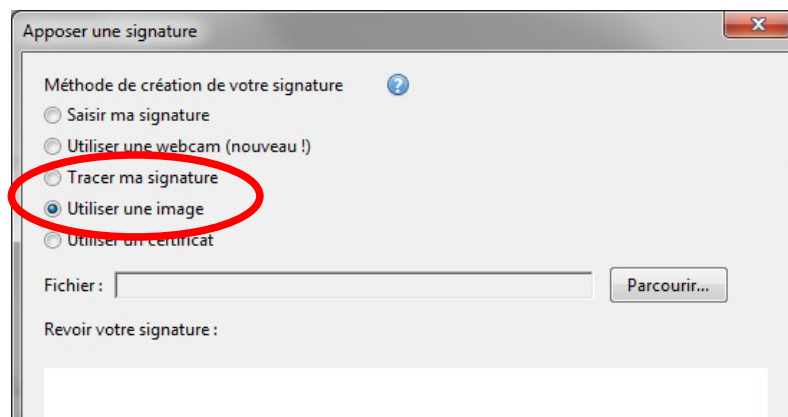 Apposer une signature
Méthode de création de votre signature
Saisir ma signature
Utiliser une webcam (nouveau !)
Tracer ma signature
Utiliser une image
Utiliser un certificat
Fichier : Parcourir...
Revoir votre signature :